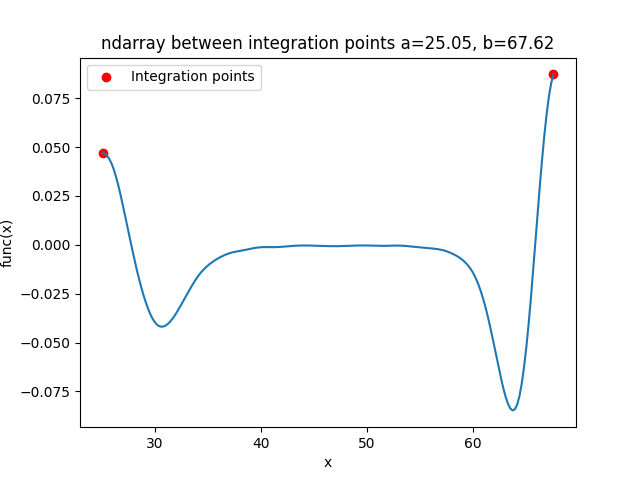 ndarray between integration points a=25.05, b=67.62
Integration points
0.075
0.050
0.025
0.000
−0.025
−0.050
−0.075
func(x)
30 40 50 60
x